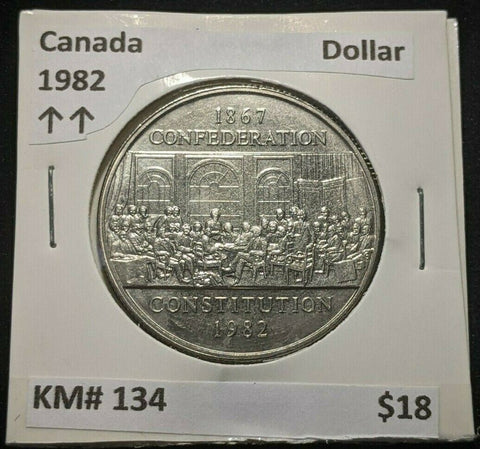 Canada
Dollar
1982
↑↑
1867
CONFEDERATION
CONSTITUTION
1982
KM# 134
$18